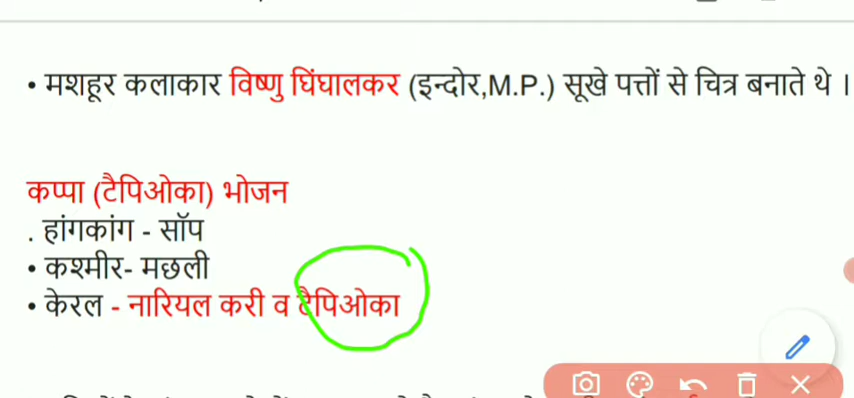 • मशहूर कलाकार विष्णु घिंघालकर (इन्दोर,M.P.) सूखे पत्तों से चित्र बनाते थे ।
कप्पा (टैपिओका) भोजन
. हांगकांग - सॉप
• कश्मीर- मछली
• केरल - नारियल करी व टैपिओका